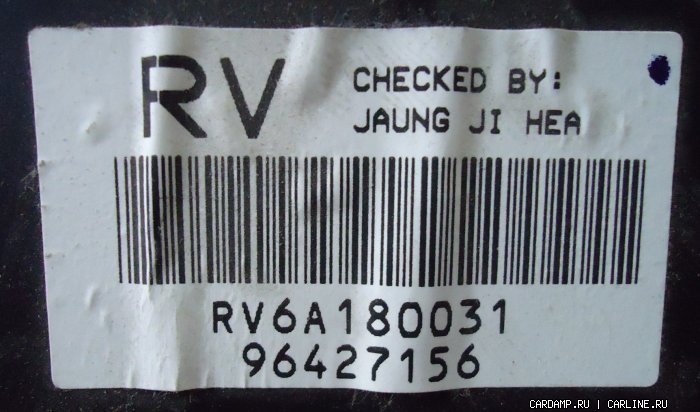 RV
CHECKED BY:
JAUNG JI HEA
RV6A180031
96427156
CARDAMP.RU | CARLINE.RU